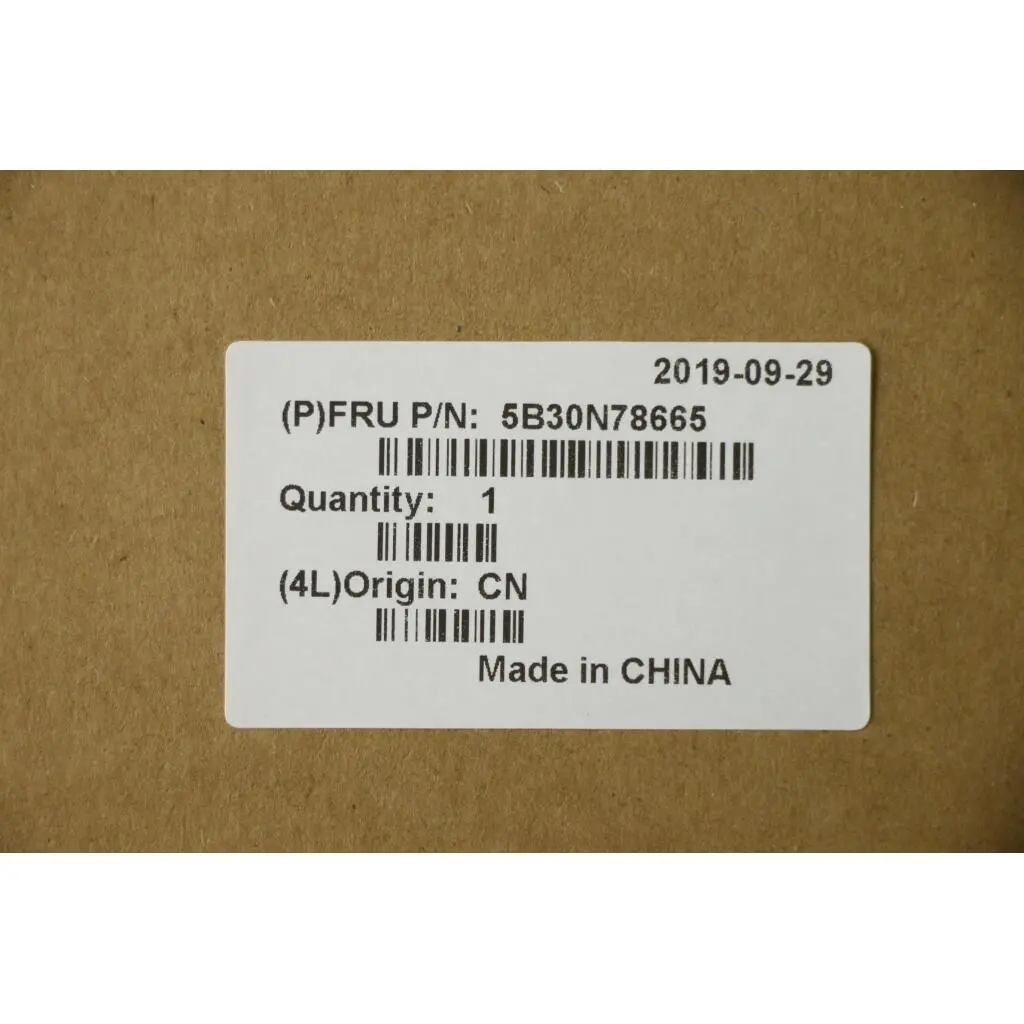 2019-09-29
(P)FRU P/N: 5B30N78665
Quantity: 1
(4L)Origin: CN
Made in CHINA